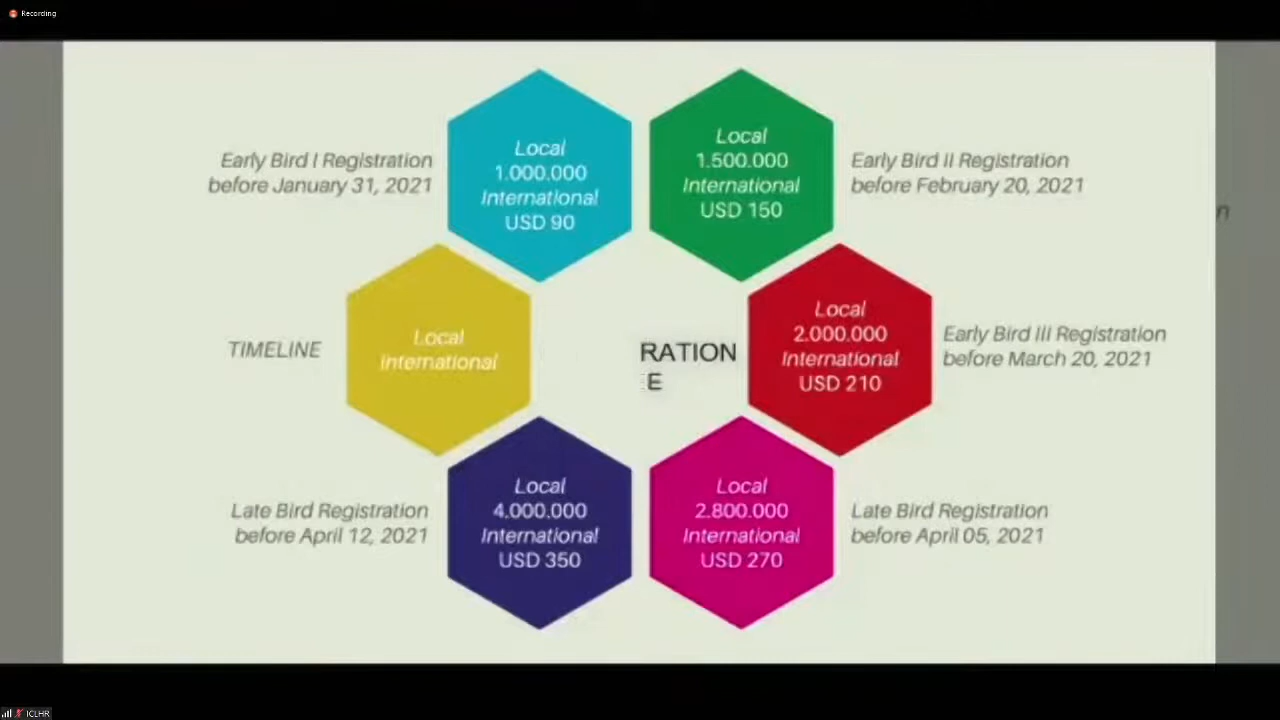 Recording
Early Bird I Registration
before January 31, 2021
Local
1.000.000
International
USD 90
Local
1.500.000
International
USD 150
Early Bird II Registration
before February 20, 2021
TIMELINE
Local
International
RATION
E
Local
2.000.000
International
USD 210
Early Bird III Registration
before March 20, 2021
Late Bird Registration
before April 12, 2021
Local
4.000.000
International
USD 350
Local
2.800.000
International
USD 270
Late Bird Registration
before April 05, 2021
n
ICLHR